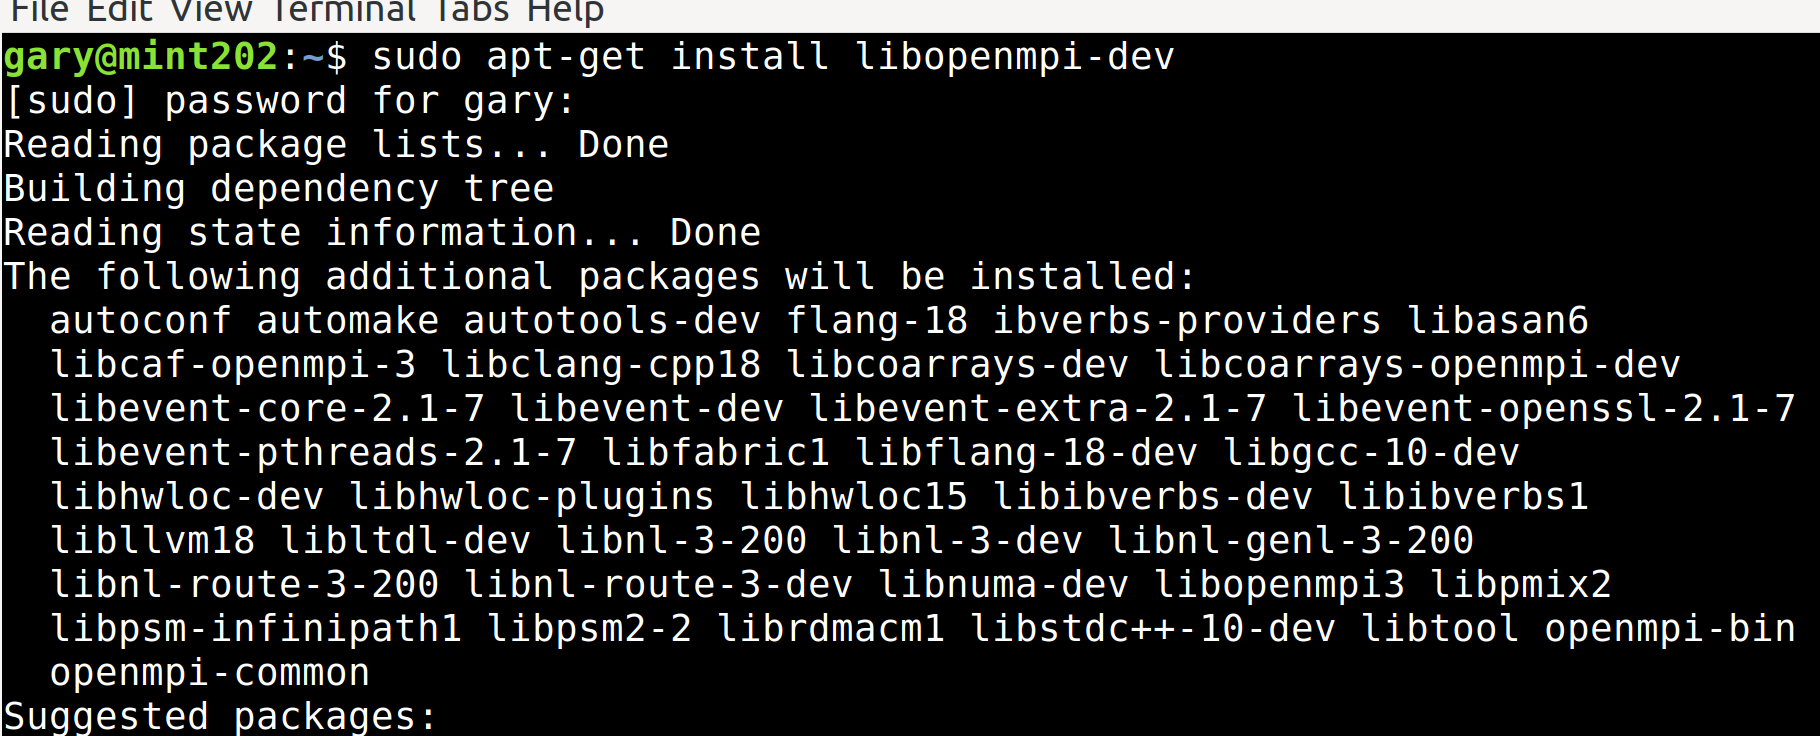 File Edit View Terminal Tabs Help
gary@mint202:~$ sudo apt-get install libopenmpi-dev
[sudo] password for gary:
Reading package lists... Done
Building dependency tree
Reading state information... Done
The following additional packages will be installed:
  autoconf automake autotools-dev flang-18 ibverbs-providers libasan6
  libcaf-openmpi-3 libclang-cpp18 libcoarrays-dev libcoarrays-openmpi-dev
  libevent-core-2.1-7 libevent-dev libevent-extra-2.1-7 libevent-openssl-2.1-7
  libevent-pthreads-2.1-7 libfabric1 libflang-18-dev libgcc-10-dev
  libhwloc-dev libhwloc-plugins libhwloc15 libibverbs-dev libibverbs1
  libllvm18 libltdl-dev libnl-3-200 libnl-3-dev libnl-genl-3-200
  libnl-route-3-200 libnl-route-3-dev libnuma-dev libopenmpi3 libpmix2
  libpsm-infinipath1 libpsm2-2 librdmacm1 libstdc++-10-dev libtool openmpi-bin
  openmpi-common
Suggested packages: